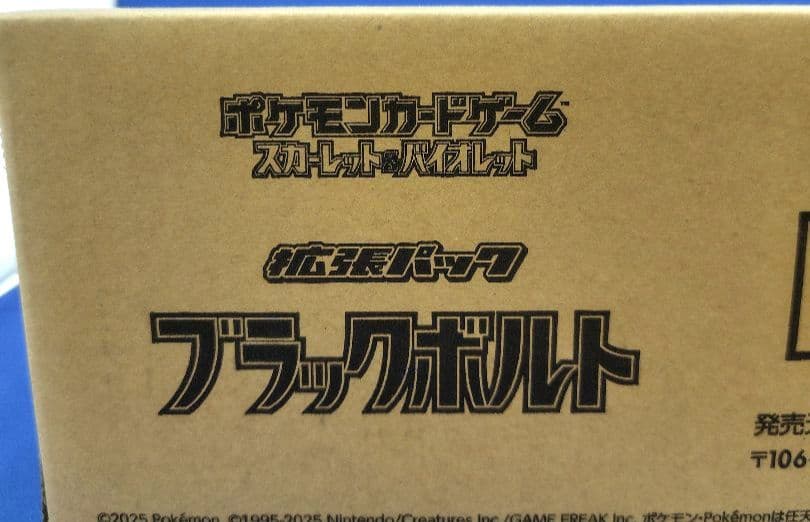 ポケモンカードゲーム™
スカーレット&バイオレット
拡張パック
ブラックボルト
発売
〒106-
©2025 Pokémon. ©1995-2025 Nintendo/Creatures Inc./GAME FREAK inc. ポケモン・Pokémonは任天